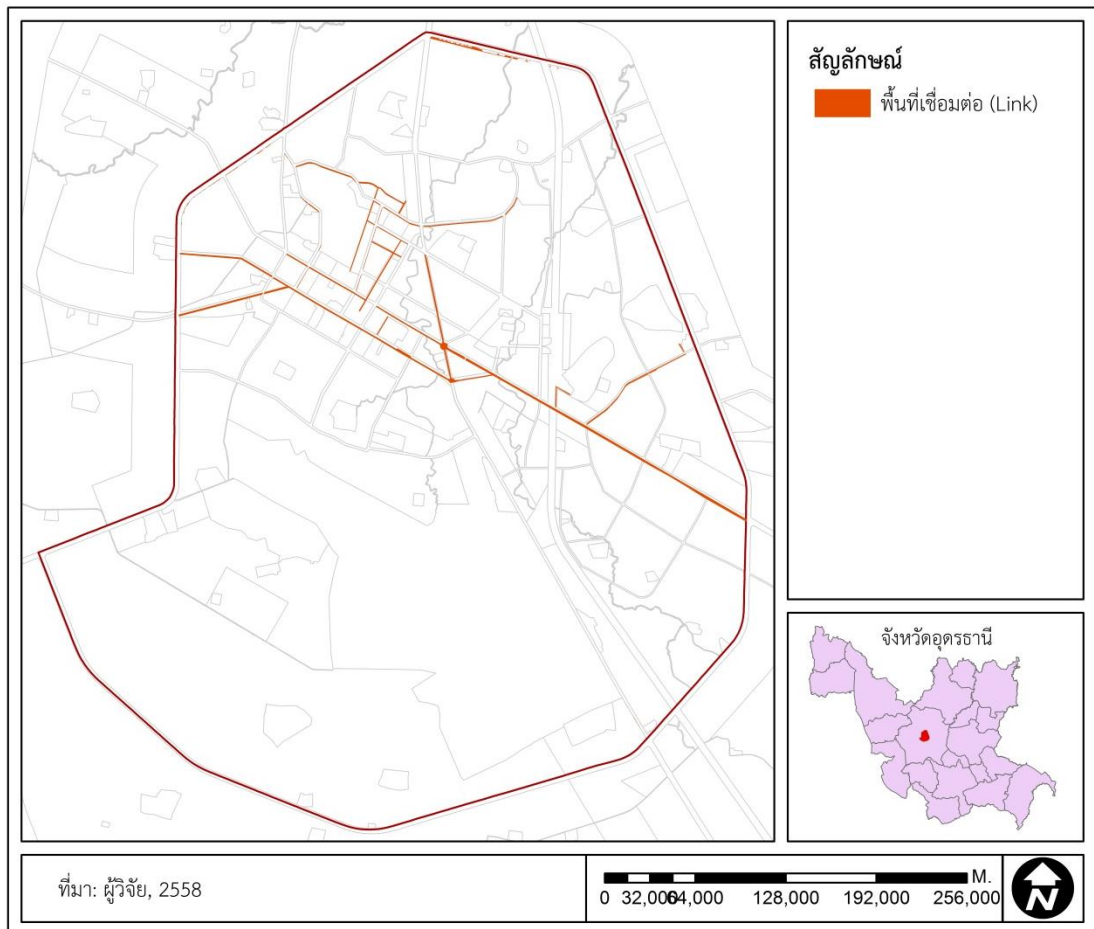 สัญลักษณ์
พื้นที่เชื่อมต่อ (Link)
จังหวัดอุดรธานี
ที่มา: ผู้วิจัย, 2558
M.
0 32,000 64,000 128,000 192,000 256,000
N